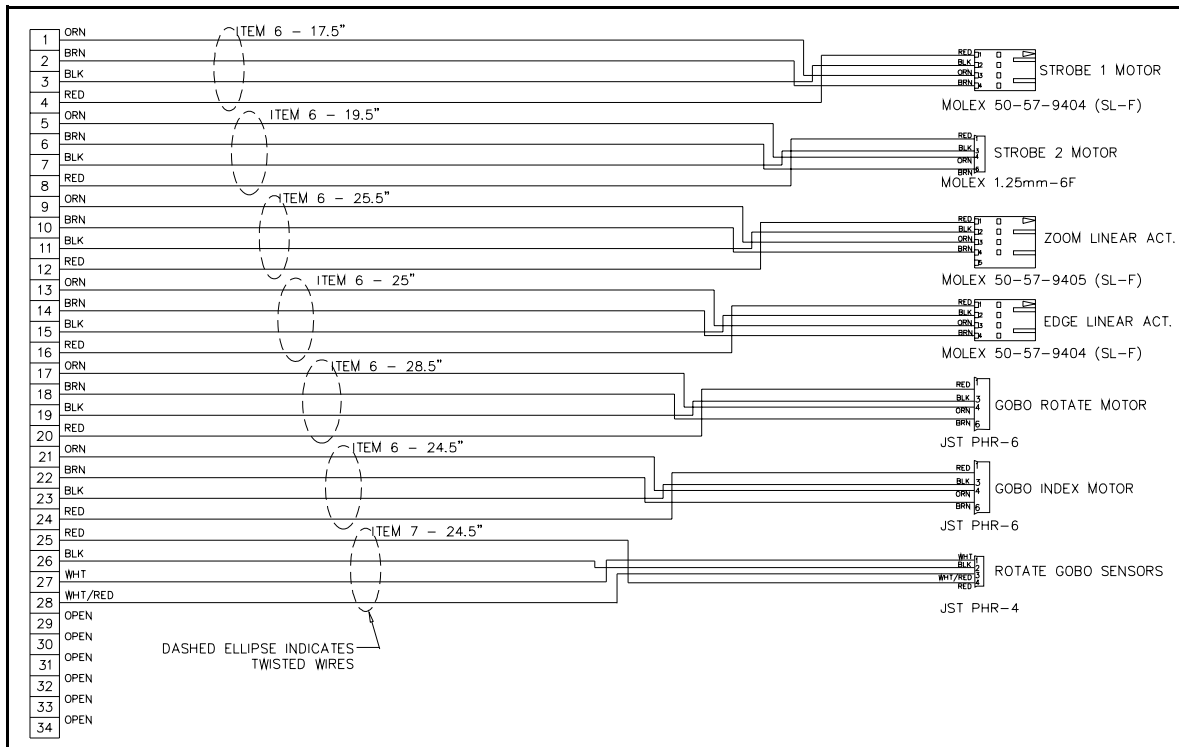 ITEM 6 - 17.5"
1 ORN
2 BRN
3 BLK
4 RED
RED 1
BLK 2
ORN 3
BRN 4
STROBE 1 MOTOR
MOLEX 50-57-9404 (SL-F)
ITEM 6 - 19.5"
5 ORN
6 BRN
7 BLK
8 RED
RED 1
BLK 3
ORN 4
BRN 6
STROBE 2 MOTOR
MOLEX 1.25mm-6F
ITEM 6 - 25.5"
9 ORN
10 BRN
11 BLK
12 RED
RED 1
BLK 2
ORN 3
BRN 4
5
ZOOM LINEAR ACT.
MOLEX 50-57-9405 (SL-F)
ITEM 6 - 25"
13 ORN
14 BRN
15 BLK
16 RED
RED 1
BLK 2
ORN 3
BRN 4
EDGE LINEAR ACT.
MOLEX 50-57-9404 (SL-F)
ITEM 6 - 28.5"
17 ORN
18 BRN
19 BLK
20 RED
RED 1
BLK 3
ORN 4
BRN 6
GOBO ROTATE MOTOR
JST PHR-6
ITEM 6 - 24.5"
21 ORN
22 BRN
23 BLK
24 RED
RED 1
BLK 3
ORN 4
BRN 6
GOBO INDEX MOTOR
JST PHR-6
ITEM 7 - 24.5"
25 RED
26 BLK
27 WHT
28 WHT/RED
WHT 1
BLK 2
WHT/RED 3
RED 4
ROTATE GOBO SENSORS
JST PHR-4
29 OPEN
30 OPEN
31 OPEN
32 OPEN
33 OPEN
34 OPEN
DASHED ELLIPSE INDICATES
TWISTED WIRES